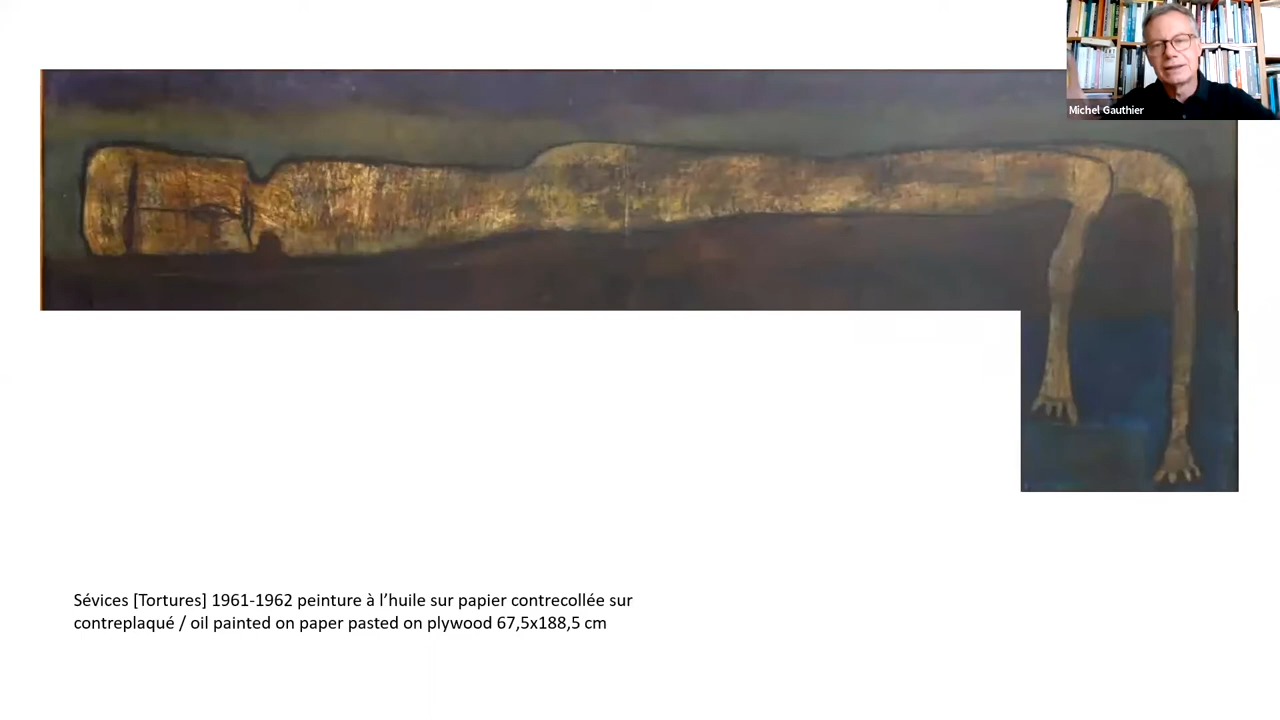 Michel Gauthier
Sévices [Tortures] 1961-1962 peinture à l’huile sur papier contrecollée sur
contreplaqué / oil painted on paper pasted on plywood 67,5x188,5 cm